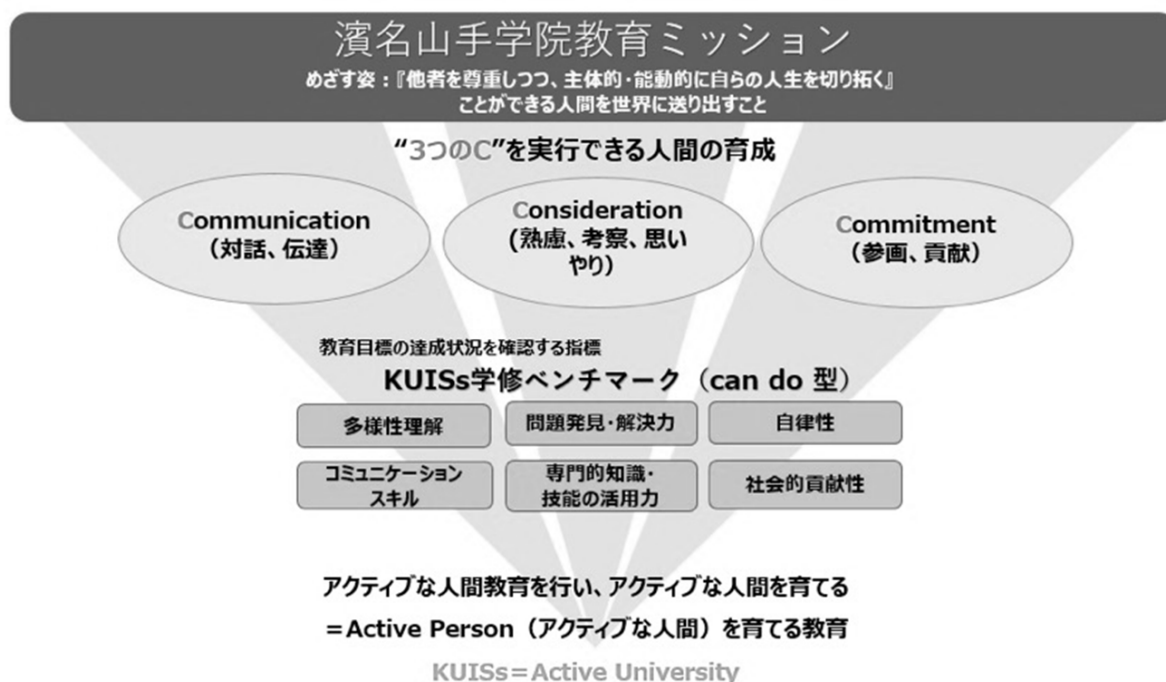 濱名山手学院教育ミッション
めざす姿：『他者を尊重しつつ、主体的・能動的に自らの人生を切り拓く』
ことができる人間を世界に送り出すこと
“3つのC”を実行できる人間の育成
Communication
（対話、伝達）
Consideration
(熟慮、考察、思い
やり）
Commitment
（参画、貢献）
教育目標の達成状況を確認する指標
KUISs学修ベンチマーク（can do 型）
多様性理解
問題発見・解決力
自律性
コミュニケーション
スキル
専門的知識・
技能の活用力
社会的貢献性
アクティブな人間教育を行い、アクティブな人間を育てる
＝Active Person（アクティブな人間）を育てる教育
KUISs＝Active University